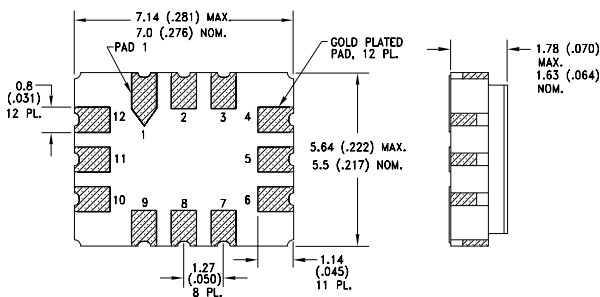 7.14 (.281) MAX.
7.0 (.276) NOM.
PAD 1
GOLD PLATED
PAD, 12 PL.
1.78 (.070)
MAX.
1.63 (.064)
NOM.
0.8
(.031)
12 PL.
12
1
2
3
4
11
5
10
6
9
8
7
5.64 (.222) MAX.
5.5 (.217) NOM.
1.27
(.050)
8 PL.
1.14
(.045)
11 PL.